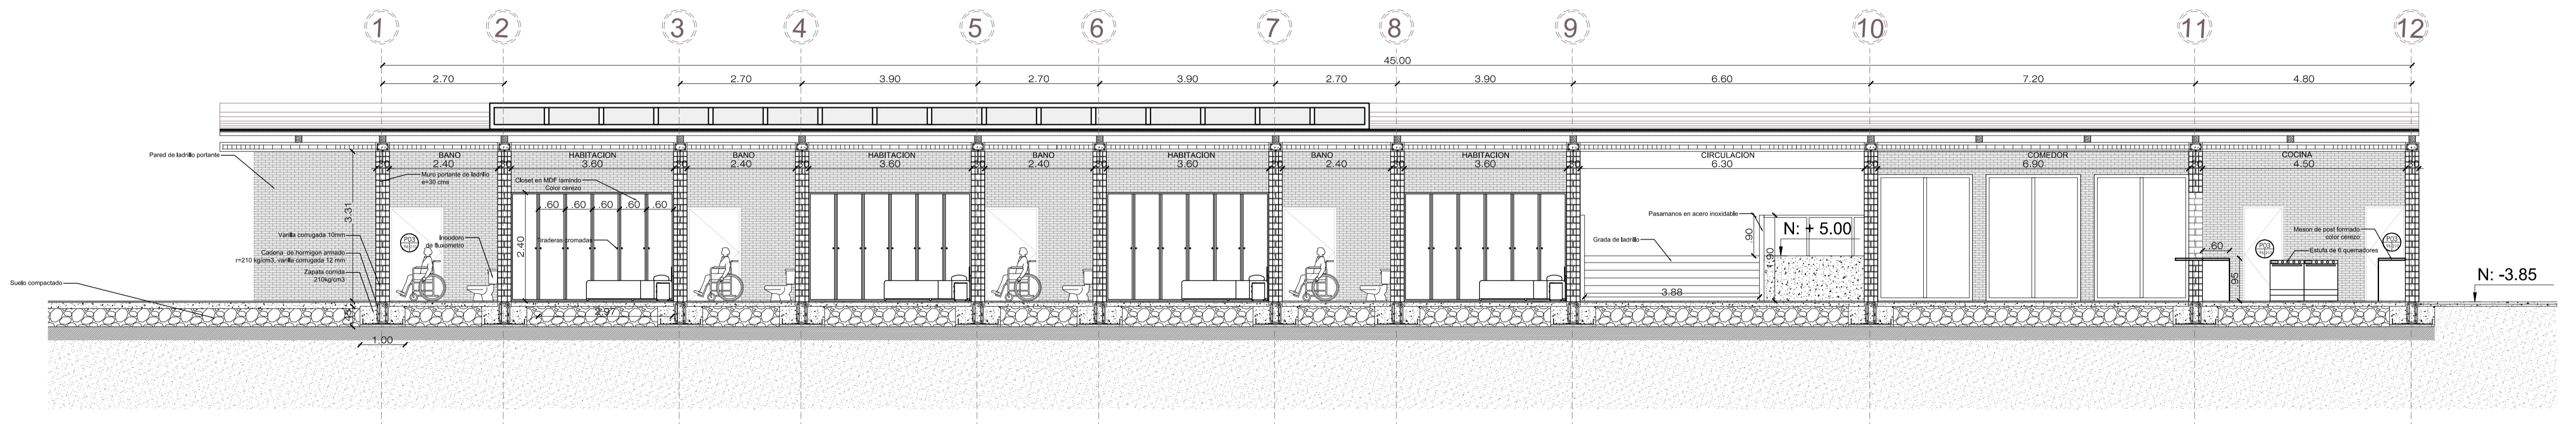 1 2 3 4 5 6 7 8 9 10 11 12
45.00
2.70 2.70 3.90 2.70 3.90 2.70 3.90 6.60 7.20 4.80
BANO HABITACION BANO HABITACION BANO HABITACION BANO HABITACION CIRCULACION COMEDOR COCINA
2.40 3.60 2.40 3.60 2.40 3.60 2.40 3.60 6.30 6.90 4.50
Pared de ladrillo portante
Muro portante de ladrillo
e=30 cms
Closet en MDF lamindo
Color cerezo
.60 .60 .60 .60 .60
3.31
Varilla corrugada 10mm
Cadena de hormigon armado
r=210 kg/cm3, varilla corrugada 12 mm
Zapata corrida
210kg/cm3
Suelo compactado
P03
Inodoro
de fluxometro
2.40
Tiraderas cromadas
2.97
1.00
Pasamanos en acero inoxidable
Grada de ladrillo
.90
1.90
N: + 5.00
3.88
.60
.95
P03
Meson de post formado
color cerezo
P03
Estufa de 6 quemadores
N: -3.85